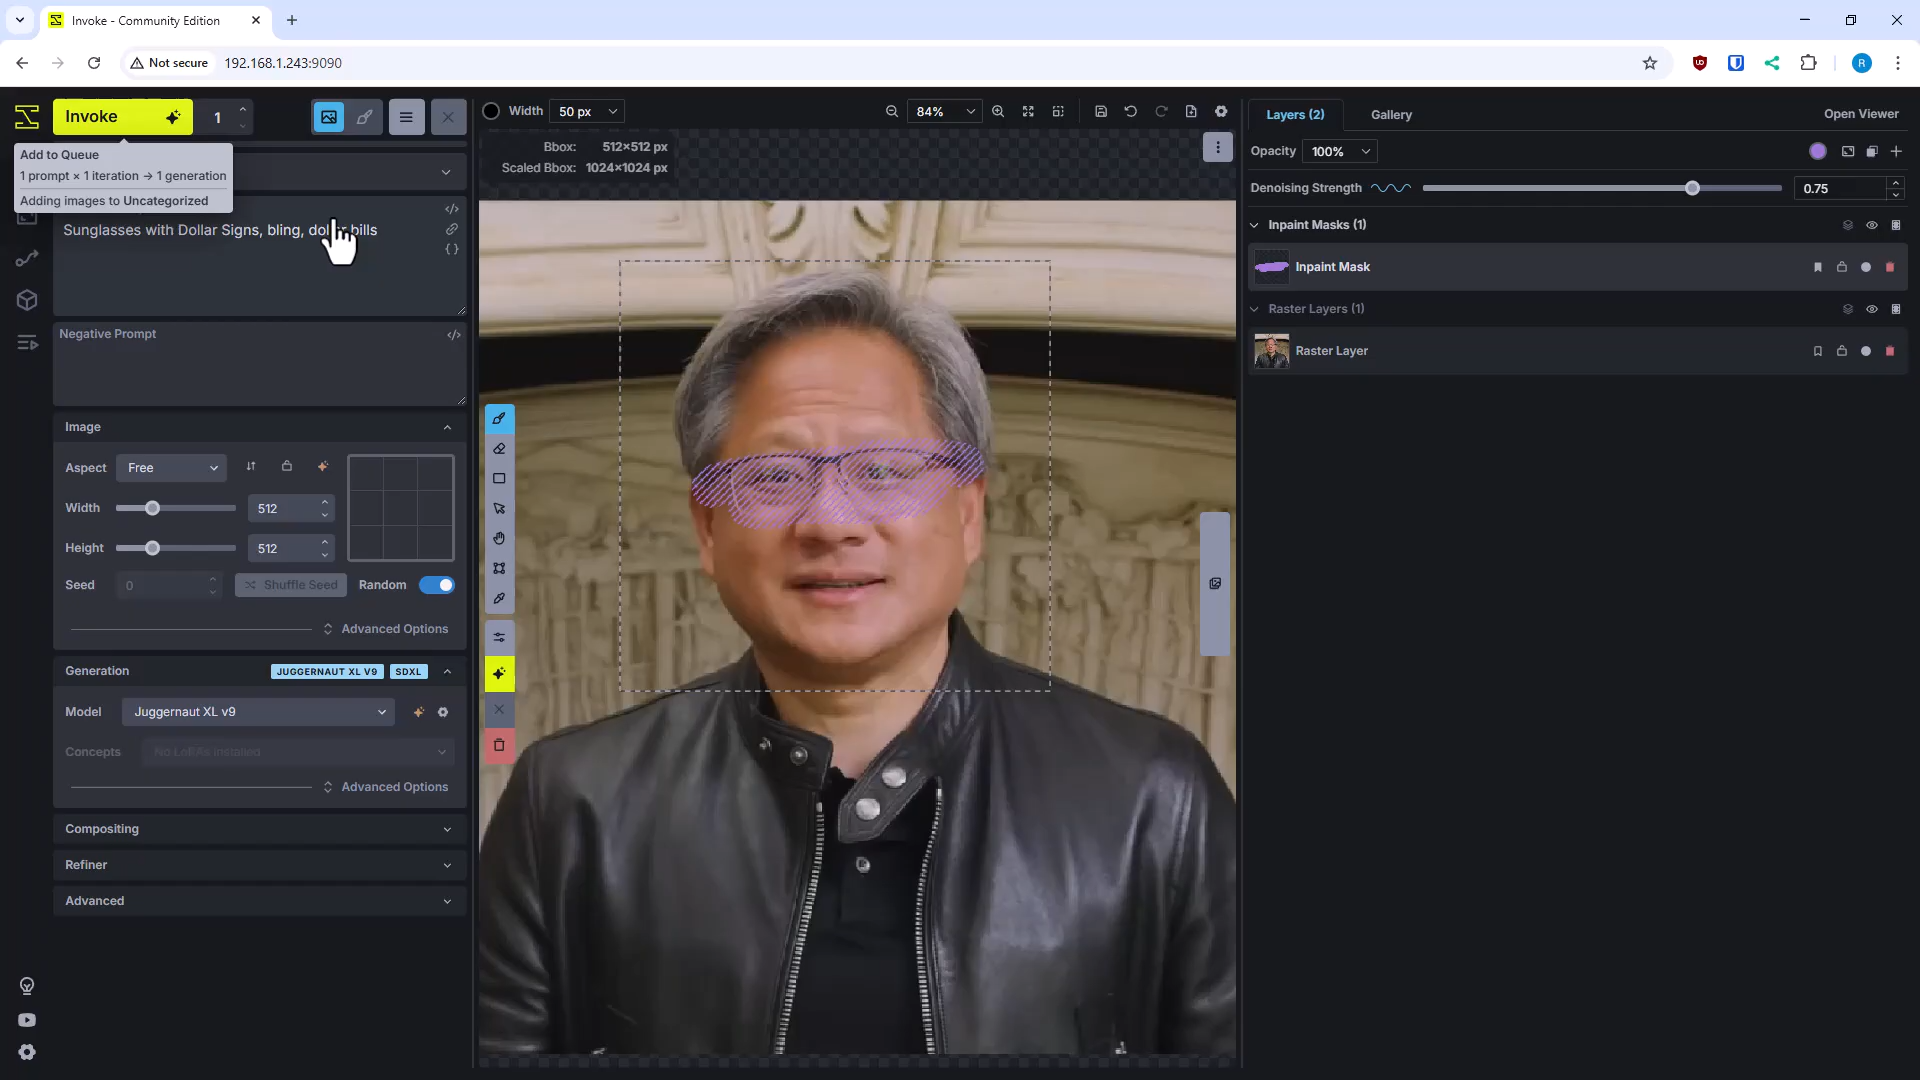 Invoke - Community Edition
Not secure
192.168.1.243:9090
R
Invoke
1
Width
50 px
84%
Layers (2)
Gallery
Open Viewer
Add to Queue
1 prompt × 1 iteration → 1 generation
Adding images to Uncategorized
Bbox: 512×512 px
Scaled Bbox: 1024×1024 px
Opacity
100%
Denoising Strength
0.75
Sunglasses with Dollar Signs, bling, dollar bills
Inpaint Masks (1)
Inpaint Mask
Raster Layers (1)
Raster Layer
Negative Prompt
Image
Aspect
Free
Width
512
Height
512
Seed
0
Shuffle Seed
Random
Advanced Options
Generation
JUGGERNAUT XL V9
SDXL
Model
Juggernaut XL v9
Concepts
No LoRAs Installed
Advanced Options
Compositing
Refiner
Advanced